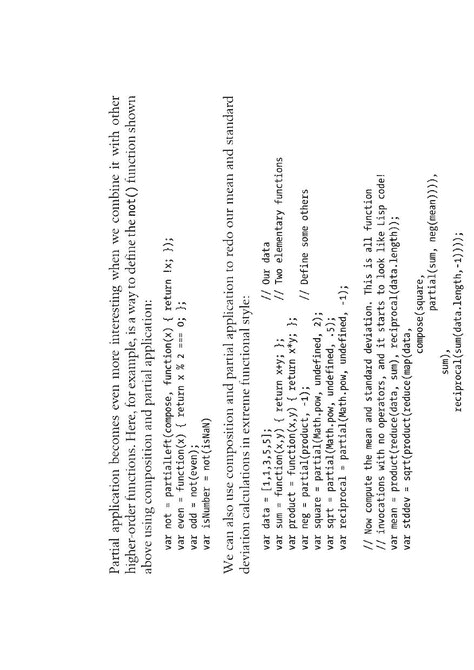 Partial application becomes even more interesting when we combine it with other
higher-order functions. Here, for example, is a way to define the not() function shown
above using composition and partial application:
var not = partialLeft(compose, function(x) { return !x; });
var even = function(x) { return x % 2 === 0; };
var odd = not(even);
var isNumber = not(isNaN)
We can also use composition and partial application to redo our mean and standard
deviation calculations in extreme functional style:
var data = [1,1,3,5,5]; // Our data
var sum = function(x,y) { return x+y; }; // Two elementary functions
var product = function(x,y) { return x*y; };
var neg = partial(product, -1); // Define some others
var square = partial(Math.pow, undefined, 2);
var sqrt = partial(Math.pow, undefined, .5);
var reciprocal = partial(Math.pow, undefined, -1);
// Now compute the mean and standard deviation. This is all function
// invocations with no operators, and it starts to look like Lisp code!
var mean = product(reduce(data, sum), reciprocal(data.length));
var stddev = sqrt(product(reduce(map(data,
compose(square,
partial(sum, neg(mean)))),
sum),
reciprocal(sum(data.length,-1))));